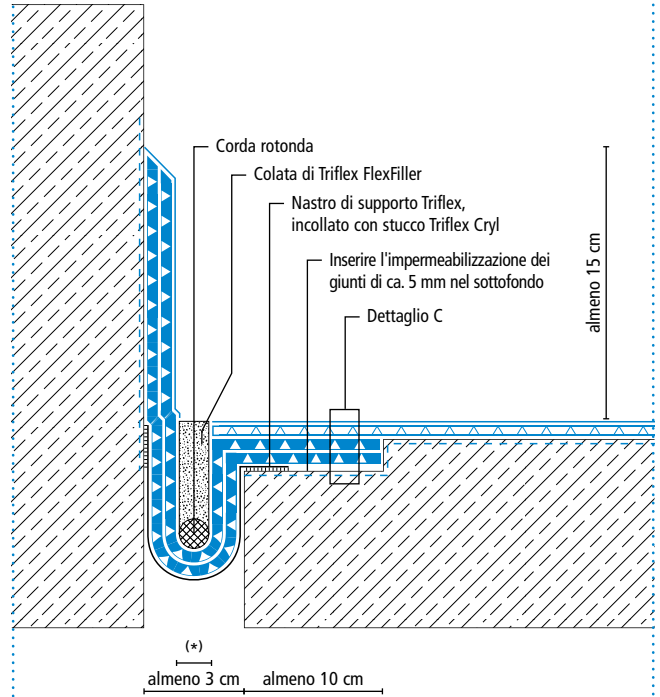 Corda rotonda
Colata di Triflex FlexFiller
Nastro di supporto Triflex,
incollato con stucco Triflex Cryl
Inserire l'impermeabilizzazione dei
giunti di ca. 5 mm nel sottofondo
Dettaglio C
almeno 15 cm
(*)
almeno 3 cm
almeno 10 cm